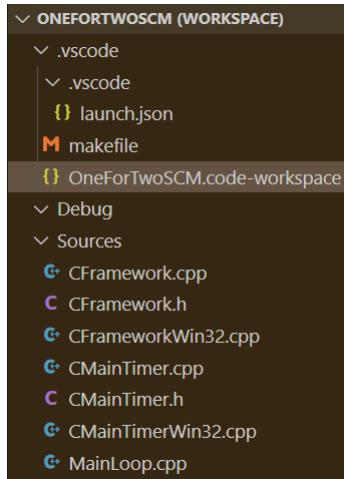 ONEFORTWOSCM (WORKSPACE)
.vscode
.vscode
{} launch.json
M makefile
{} OneForTwoSCM.code-workspace
Debug
Sources
C++ CFramework.cpp
C CFramework.h
C++ CFrameworkWin32.cpp
C++ CMainTimer.cpp
C CMainTimer.h
C++ CMainTimerWin32.cpp
C++ MainLoop.cpp